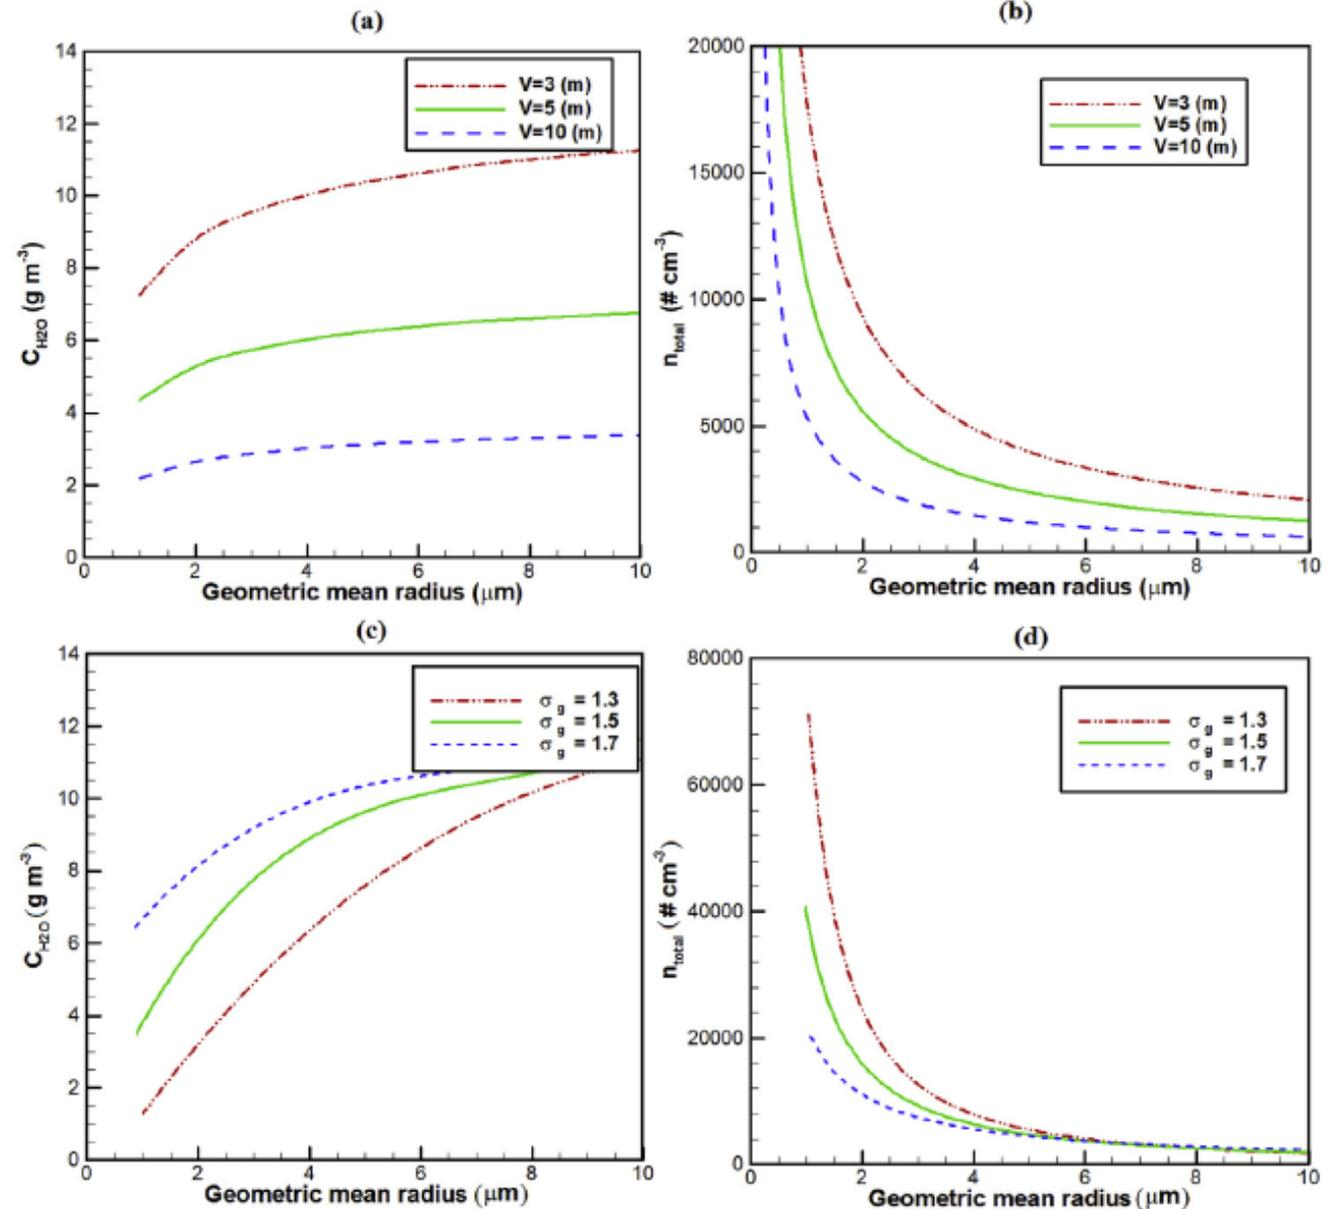 (a)
14
12
10
8
6
4
2
0
C_H2O (g m⁻³)
V=3 (m)
V=5 (m)
V=10 (m)
0 2 4 6 8 10
Geometric mean radius (μm)
(b)
20000
15000
10000
5000
0
n_total (# cm⁻³)
V=3 (m)
V=5 (m)
V=10 (m)
0 2 4 6 8 10
Geometric mean radius (μm)
(c)
14
12
10
8
6
4
2
0
C_H2O (g m⁻³)
σ_g = 1.3
σ_g = 1.5
σ_g = 1.7
0 2 4 6 8 10
Geometric mean radius (μm)
(d)
80000
60000
40000
20000
0
n_total (# cm⁻³)
σ_g = 1.3
σ_g = 1.5
σ_g = 1.7
0 2 4 6 8 10
Geometric mean radius (μm)